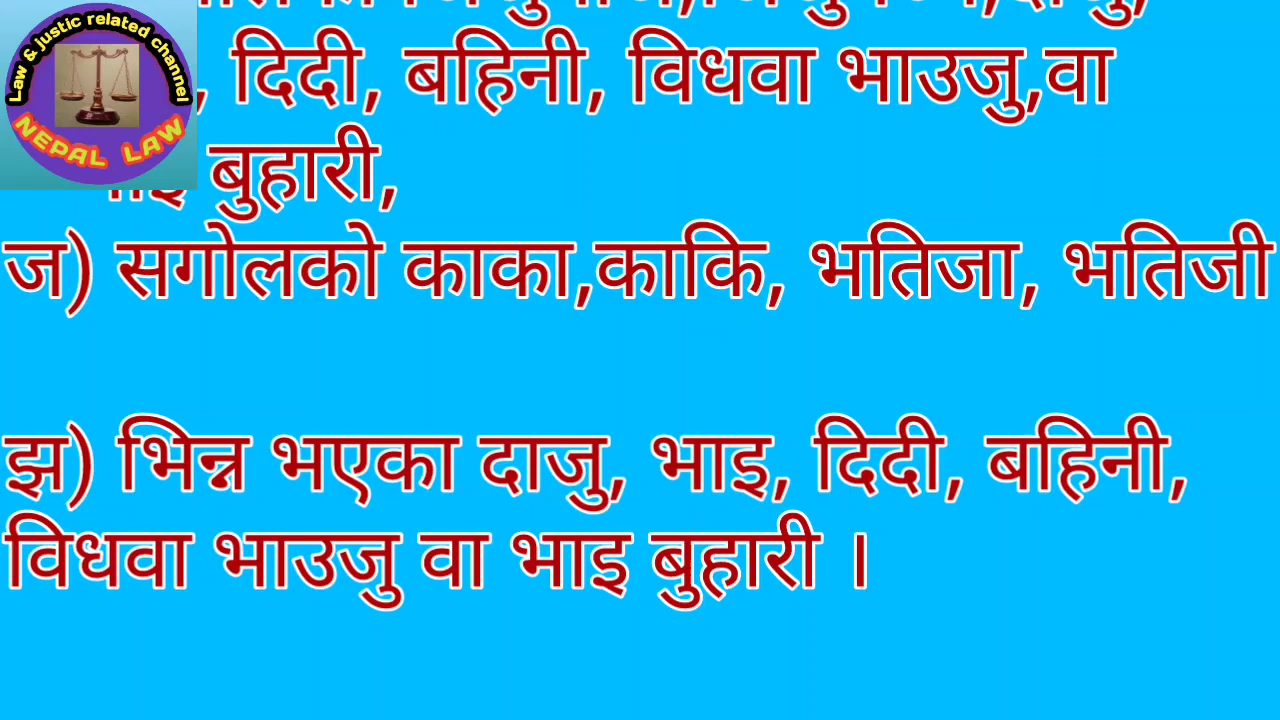 Law & justic related channel
NEPAL LAW
, दिदी, बहिनी, विधवा भाउजु,वा
बुहारी,
ज) सगोलको काका,काकि, भतिजा, भतिजी
झ) भिन्न भएका दाजु, भाइ, दिदी, बहिनी,
विधवा भाउजु वा भाइ बुहारी ।